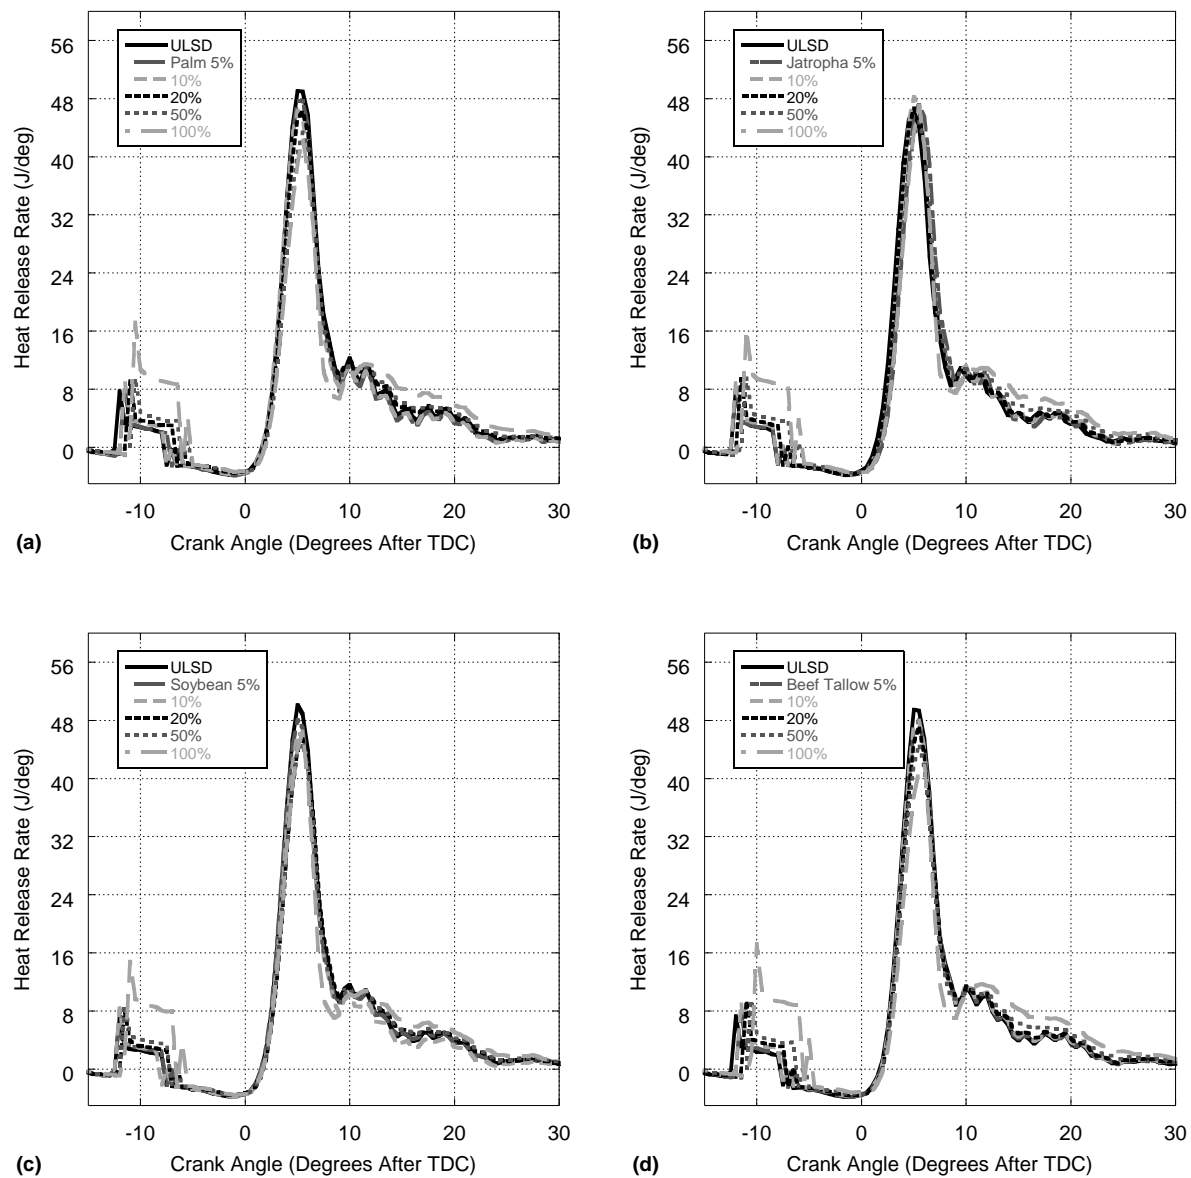 ULSD
Palm 5%
10%
20%
50%
100%
56
48
40
32
24
16
8
0
Heat Release Rate (J/deg)
-10 0 10 20 30
(a) Crank Angle (Degrees After TDC)
ULSD
Jatropha 5%
10%
20%
50%
100%
56
48
40
32
24
16
8
0
Heat Release Rate (J/deg)
-10 0 10 20 30
(b) Crank Angle (Degrees After TDC)
ULSD
Soybean 5%
10%
20%
50%
100%
56
48
40
32
24
16
8
0
Heat Release Rate (J/deg)
-10 0 10 20 30
(c) Crank Angle (Degrees After TDC)
ULSD
Beef Tallow 5%
10%
20%
50%
100%
56
48
40
32
24
16
8
0
Heat Release Rate (J/deg)
-10 0 10 20 30
(d) Crank Angle (Degrees After TDC)